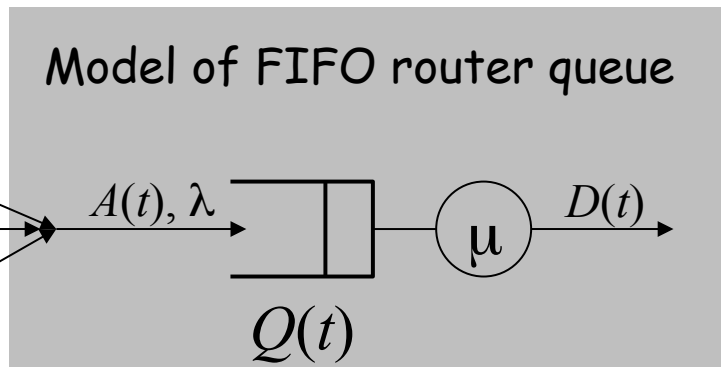 Model of FIFO router queue
A(t), λ
μ
D(t)
Q(t)